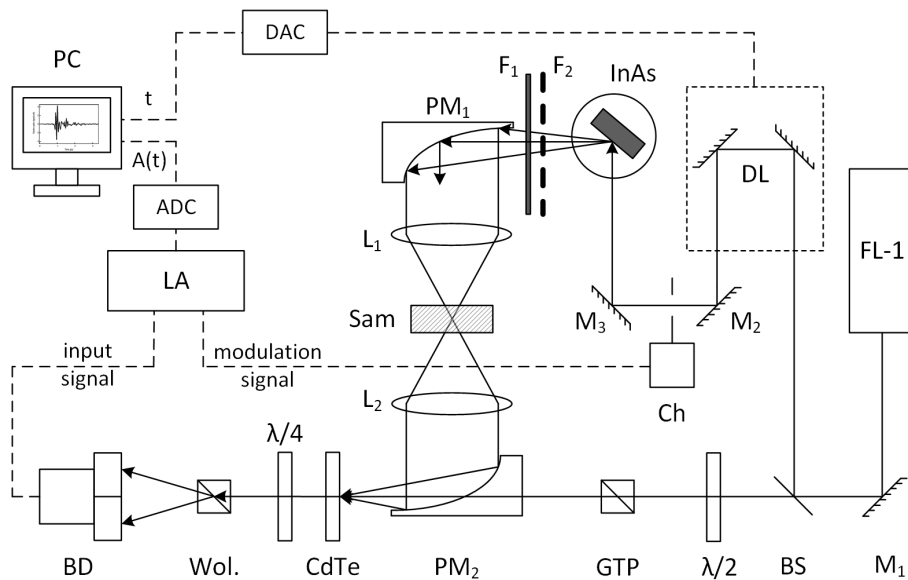 DAC
PC
t
A(t)
ADC
LA
input
signal
modulation
signal
F₁
F₂
InAs
PM₁
DL
FL-1
L₁
Sam
M₃
M₂
Ch
L₂
λ/4
BD
Wol.
CdTe
PM₂
GTP
λ/2
BS
M₁